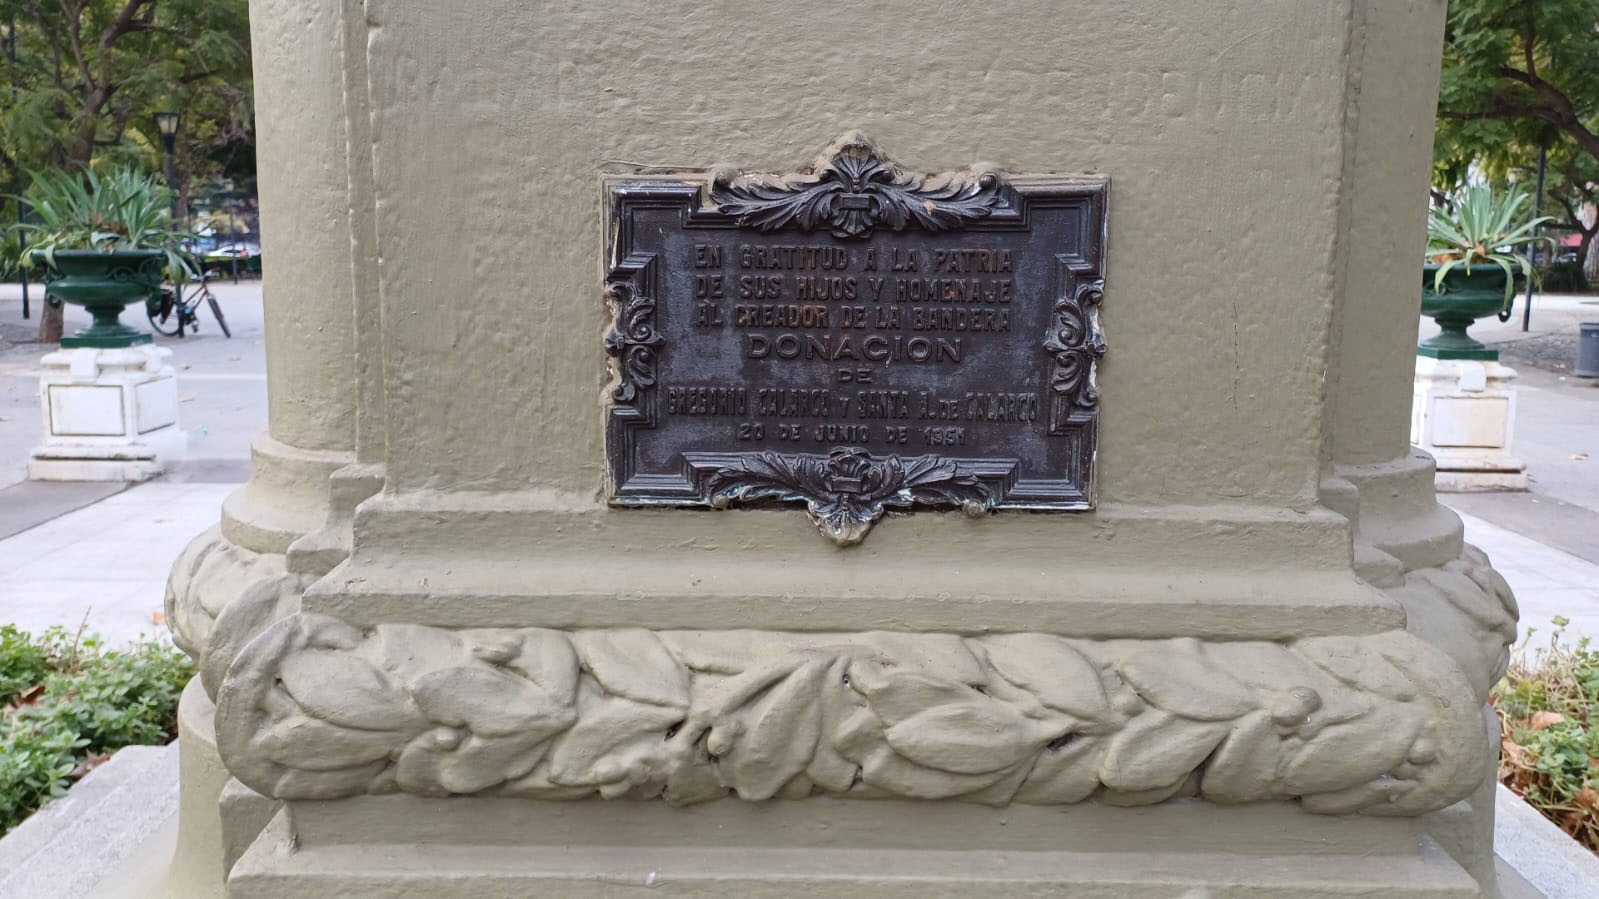 EN GRATITUD A LA PATRIA
DE SUS HIJOS Y HOMENAJE
AL CREADOR DE LA BANDERA
DONACION
DE
GREGORIO CALARCO Y SANTA A. DE CALARCO
20 DE JUNIO DE 1951